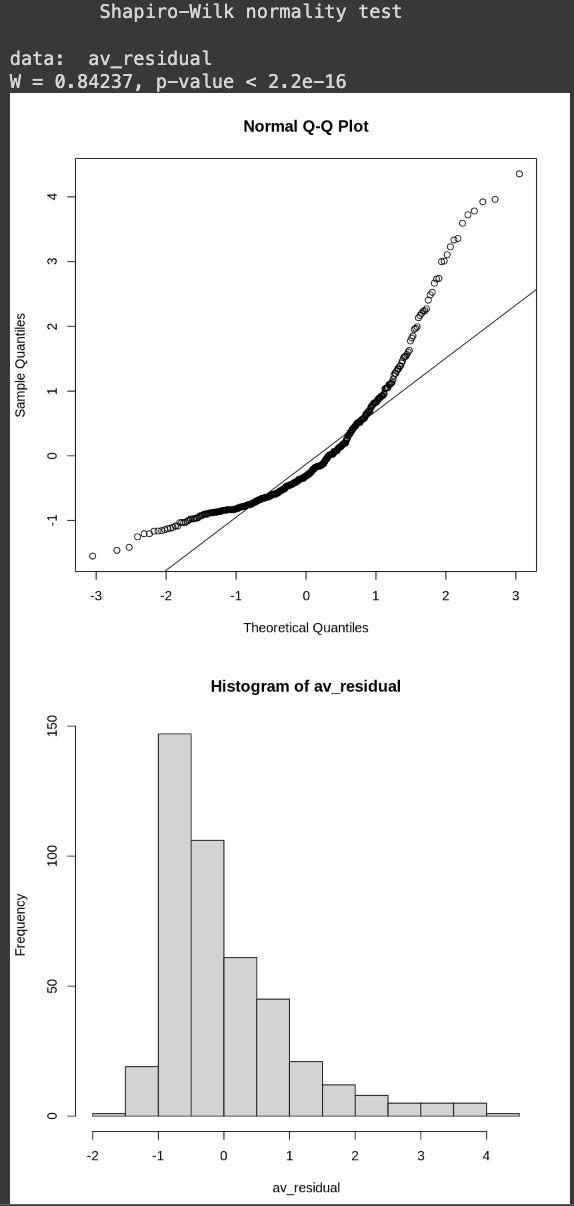 Shapiro-Wilk normality test
data:  av_residual
W = 0.84237, p-value < 2.2e-16
Normal Q-Q Plot
4
3
2
1
0
-1
Sample Quantiles
-3 -2 -1 0 1 2 3
Theoretical Quantiles
Histogram of av_residual
150
100
50
0
Frequency
-2 -1 0 1 2 3 4
av_residual